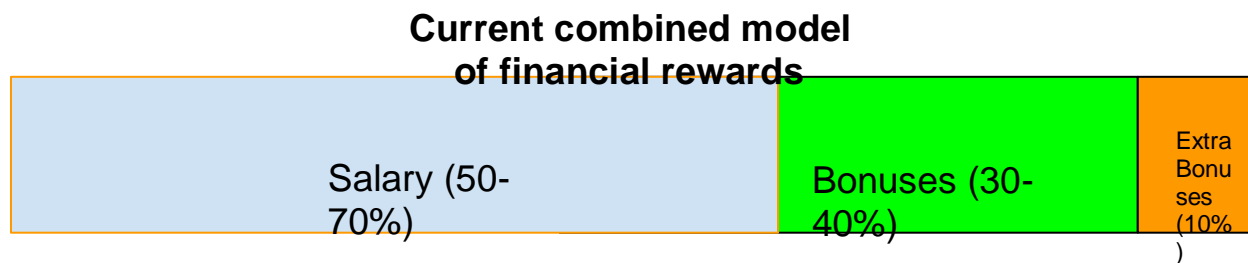 Current combined model
of financial rewards
Salary (50-
70%)
Bonuses (30-
40%)
Extra
Bonu
ses
(10%
)